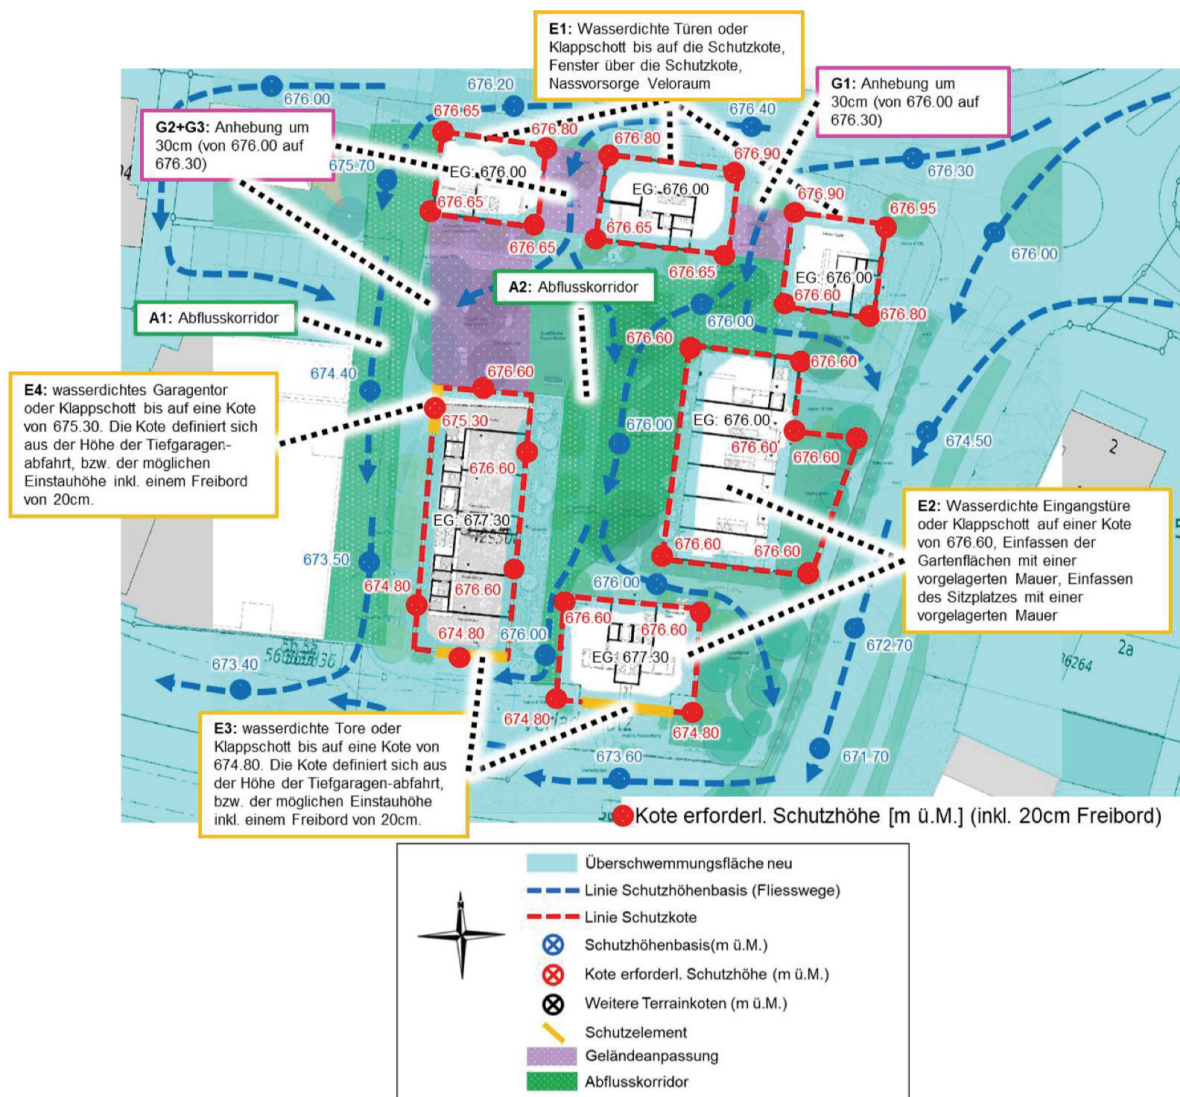 E1: Wasserdichte Türen oder
Klappschott bis auf die Schutzkote,
Fenster über die Schutzkote,
Nassvorsorge Veloraum
G1: Anhebung um
30cm (von 676.00 auf
676.30)
G2+G3: Anhebung um
30cm (von 676.00 auf
676.30)
676.00
676.20
676.40
676.65
676.80
676.80
676.90
676.30
675.70
EG: 676.00
EG: 676.00
676.90
676.95
676.00
676.65
676.65
676.65
676.65
EG: 676.00
676.60
676.80
A2: Abflusskorridor
A1: Abflusskorridor
676.00
676.60
676.60
676.60
674.40
E4: wasserdichtes Garagentor
oder Klappschott bis auf eine Kote
von 675.30. Die Kote definiert sich
aus der Höhe der Tiefgaragen-
abfahrt, bzw. der möglichen
Einstauhöhe inkl. einem Freibord
von 20cm.
675.30
676.00
EG: 676.00
676.60
676.60
676.60
674.50
2
EG: 677.30
E2: Wasserdichte Eingangstüre
oder Klappschott auf einer Kote
von 676.60, Einfassen der
Gartenflächen mit einer
vorgelagerten Mauer, Einfassen
des Sitzplatzes mit einer
vorgelagerten Mauer
673.50
676.60
676.60
676.00
676.60
674.80
676.60
676.60
674.80
676.00
EG: 677.30
672.70
2a
36264
673.40
674.80
674.80
E3: wasserdichte Tore oder
Klappschott bis auf eine Kote von
674.80. Die Kote definiert sich aus
der Höhe der Tiefgaragen-abfahrt,
bzw. der möglichen Einstauhöhe
inkl. einem Freibord von 20cm.
673.60
671.70
Kote erforderl. Schutzhöhe [m ü.M.] (inkl. 20cm Freibord)
N
Überschwemmungsfläche neu
Linie Schutzhöhenbasis (Fliesswege)
Linie Schutzkote
Schutzhöhenbasis(m ü.M.)
Kote erforderl. Schutzhöhe (m ü.M.)
Weitere Terrainkoten (m ü.M.)
Schutzelement
Geländeanpassung
Abflusskorridor